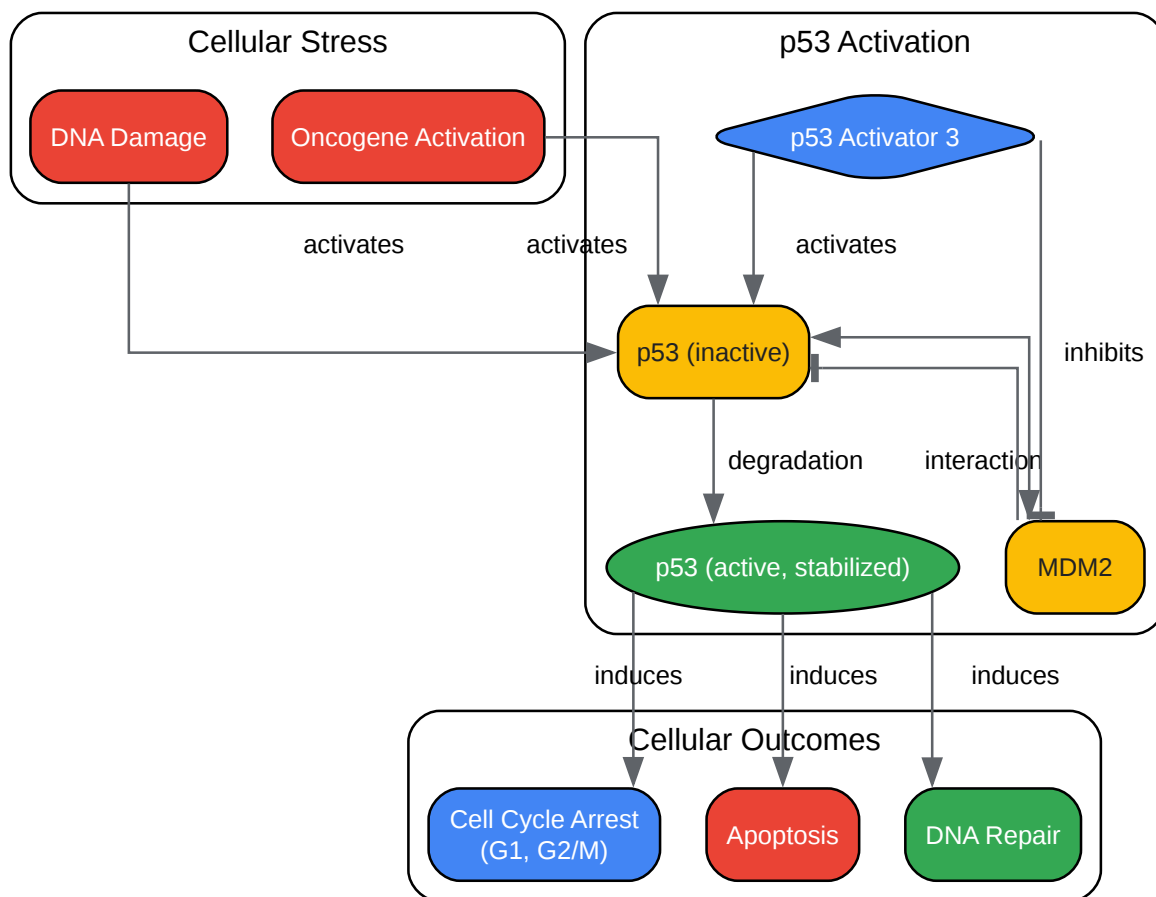 Cellular Stress
p53 Activation
DNA Damage
Oncogene Activation
p53 Activator 3
activates
activates
activates
p53 (inactive)
inhibits
degradation
interaction
p53 (active, stabilized)
MDM2
induces
induces
induces
Cellular Outcomes
Cell Cycle Arrest
(G1, G2/M)
Apoptosis
DNA Repair